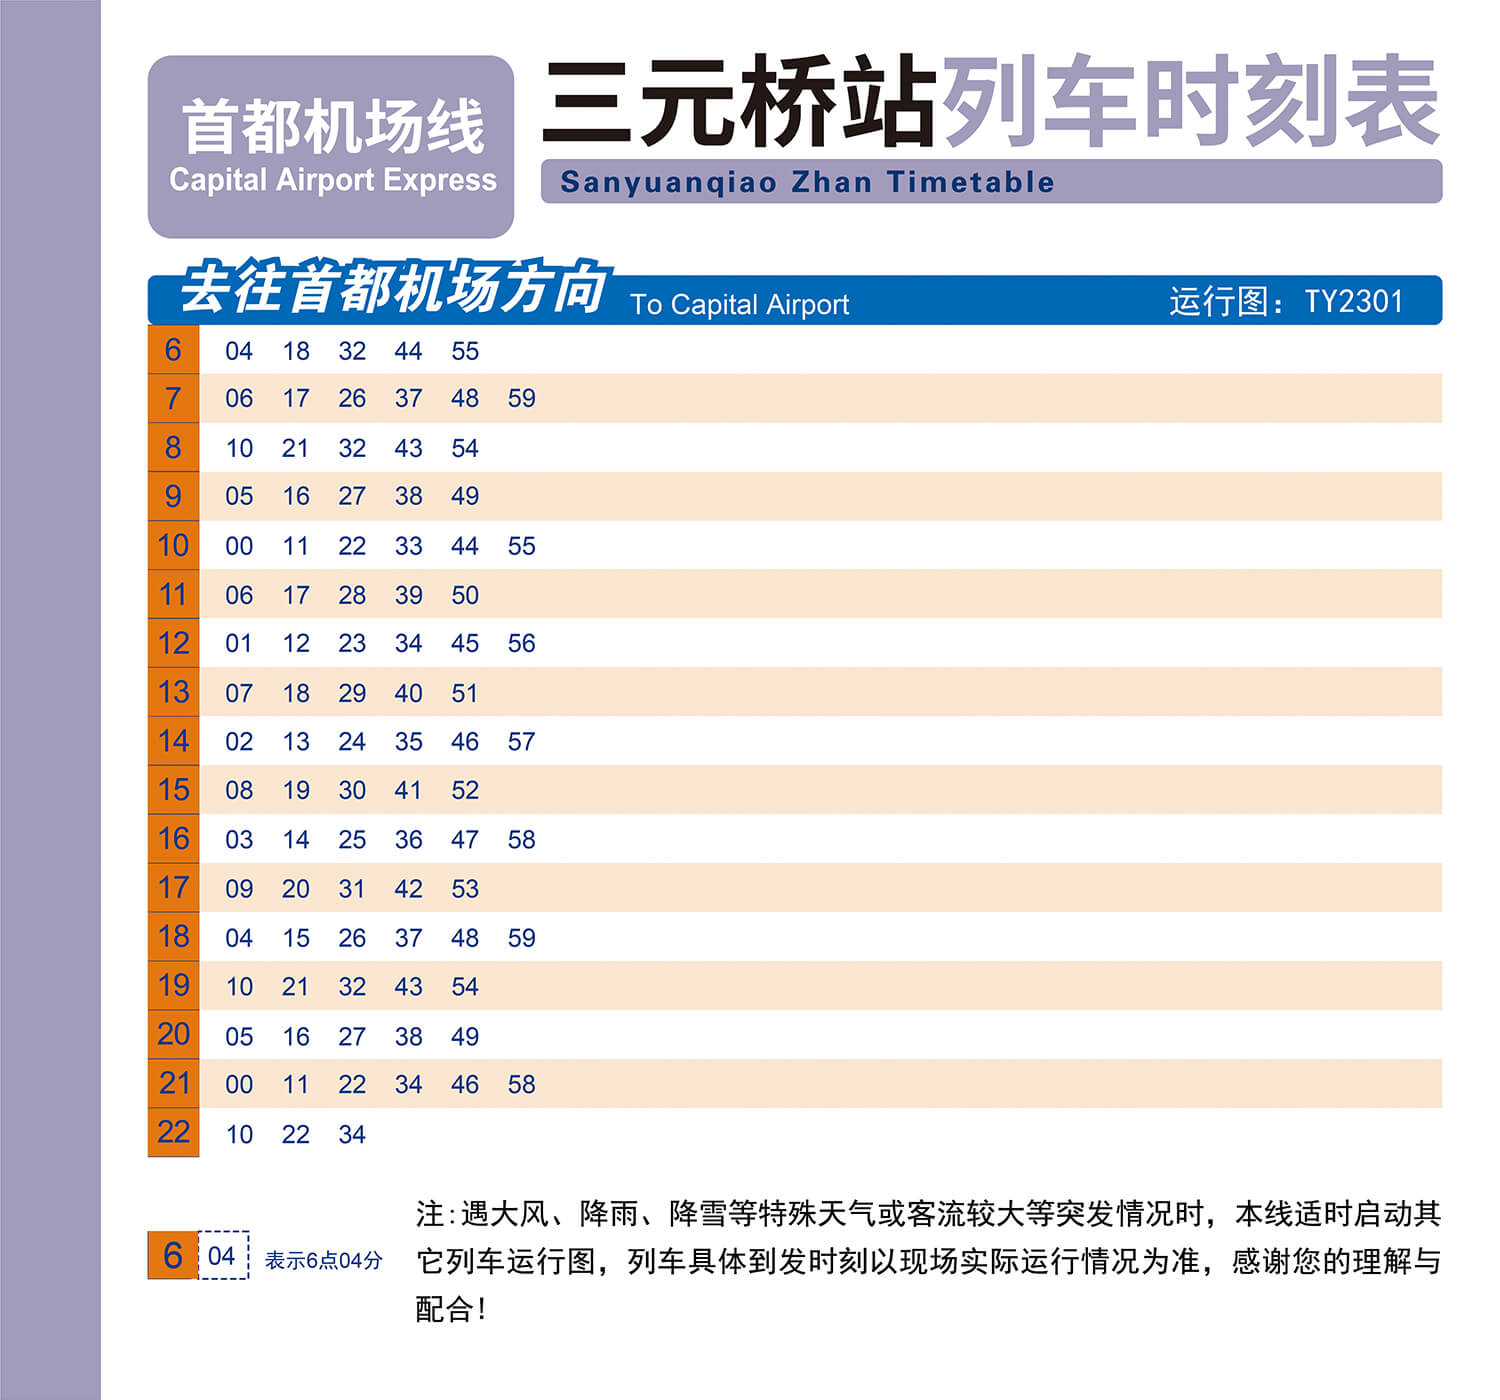 首都机场线
Capital Airport Express
三元桥站列车时刻表
Sanyuanqiao Zhan Timetable
去往首都机场方向 To Capital Airport 运行图：TY2301
6 04 18 32 44 55
7 06 17 26 37 48 59
8 10 21 32 43 54
9 05 16 27 38 49
10 00 11 22 33 44 55
11 06 17 28 39 50
12 01 12 23 34 45 56
13 07 18 29 40 51
14 02 13 24 35 46 57
15 08 19 30 41 52
16 03 14 25 36 47 58
17 09 20 31 42 53
18 04 15 26 37 48 59
19 10 21 32 43 54
20 05 16 27 38 49
21 00 11 22 34 46 58
22 10 22 34
6 04 表示6点04分
注:遇大风、降雨、降雪等特殊天气或客流较大等突发情况时，本线适时启动其
它列车运行图，列车具体到发时刻以现场实际运行情况为准，感谢您的理解与
配合!